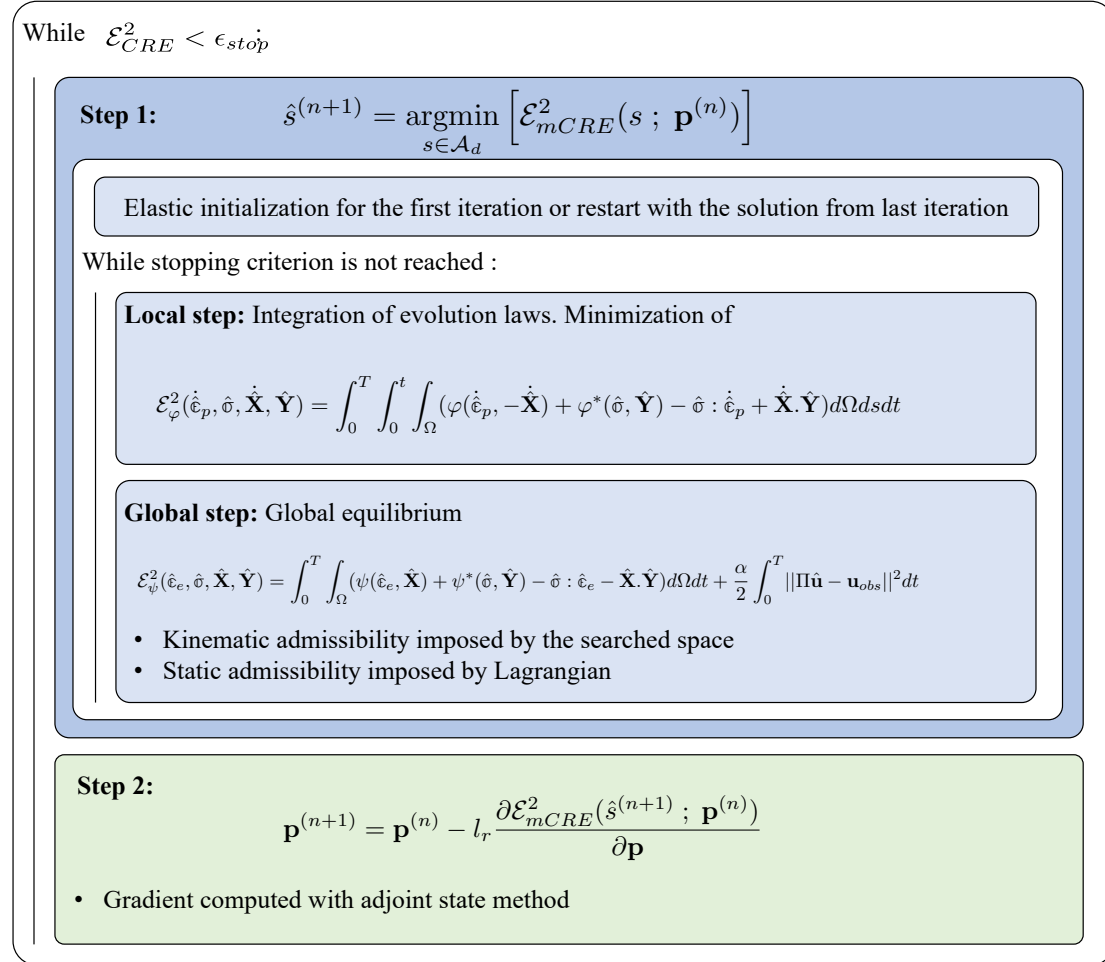 While $\mathcal{E}^2_{CRE} < \epsilon_{stop}$ :
Step 1: $\hat{s}^{(n+1)} = \underset{s \in \mathcal{A}_d}{\operatorname{argmin}} \left[ \mathcal{E}^2_{mCRE}(s \; ; \; \mathbf{p}^{(n)}) \right]$
Elastic initialization for the first iteration or restart with the solution from last iteration
While stopping criterion is not reached :
Local step: Integration of evolution laws. Minimization of
$\mathcal{E}^2_{\varphi}(\dot{\hat{\varepsilon}}_p, \hat{\sigma}, \dot{\hat{\mathbf{X}}}, \hat{\mathbf{Y}}) = \int_0^T \int_0^t \int_\Omega (\varphi(\dot{\hat{\varepsilon}}_p, -\dot{\hat{\mathbf{X}}}) + \varphi^*(\hat{\sigma}, \hat{\mathbf{Y}}) - \hat{\sigma} : \dot{\hat{\varepsilon}}_p + \dot{\hat{\mathbf{X}}}.\hat{\mathbf{Y}}) d\Omega ds dt$
Global step: Global equilibrium
$\mathcal{E}^2_{\psi}(\hat{\varepsilon}_e, \hat{\sigma}, \hat{\mathbf{X}}, \hat{\mathbf{Y}}) = \int_0^T \int_\Omega (\psi(\hat{\varepsilon}_e, \hat{\mathbf{X}}) + \psi^*(\hat{\sigma}, \hat{\mathbf{Y}}) - \hat{\sigma} : \hat{\varepsilon}_e - \hat{\mathbf{X}}.\hat{\mathbf{Y}}) d\Omega dt + \frac{\alpha}{2} \int_0^T ||\Pi \hat{\mathbf{u}} - \mathbf{u}_{obs}||^2 dt$
• Kinematic admissibility imposed by the searched space
• Static admissibility imposed by Lagrangian
Step 2:
$\mathbf{p}^{(n+1)} = \mathbf{p}^{(n)} - l_r \frac{\partial \mathcal{E}^2_{mCRE}(\hat{s}^{(n+1)} \; ; \; \mathbf{p}^{(n)})}{\partial \mathbf{p}}$
• Gradient computed with adjoint state method